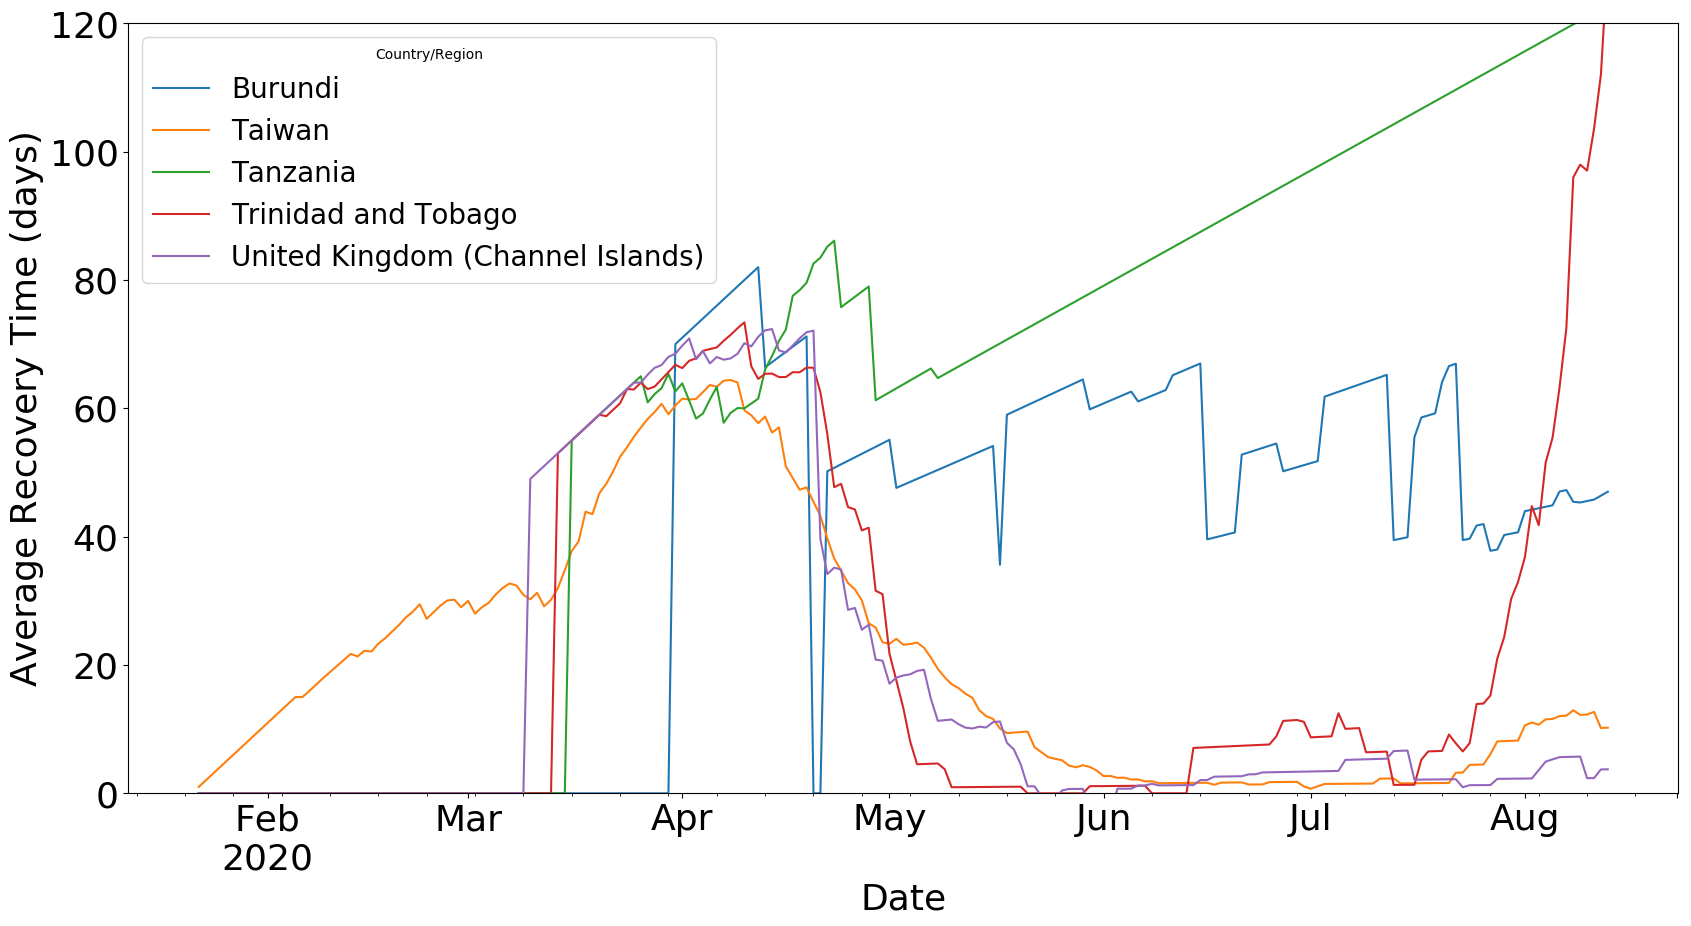 Country/Region
Burundi
Taiwan
Tanzania
Trinidad and Tobago
United Kingdom (Channel Islands)
Average Recovery Time (days)
120
100
80
60
40
20
0
Feb Mar Apr May Jun Jul Aug
2020
Date